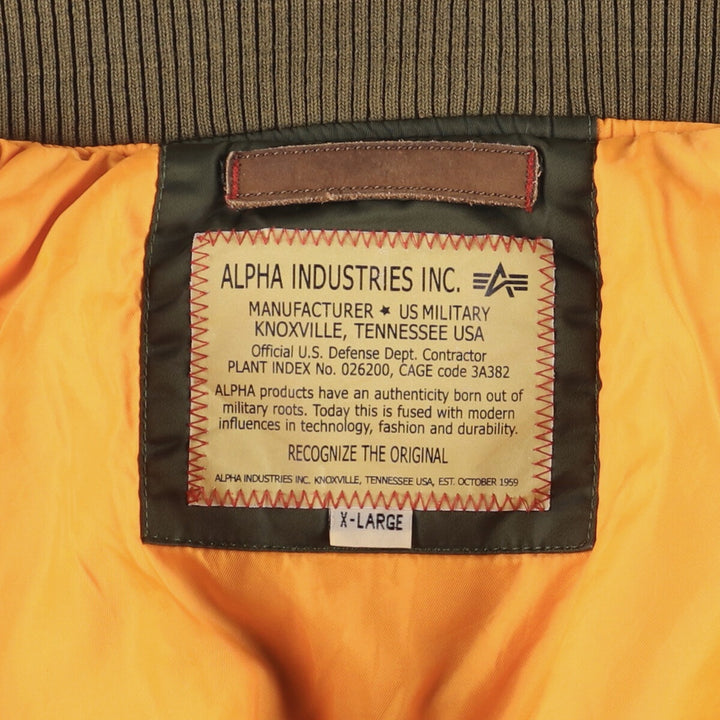 ALPHA INDUSTRIES INC.
MANUFACTURER ★ US MILITARY
KNOXVILLE, TENNESSEE USA
Official U.S. Defense Dept. Contractor
PLANT INDEX No. 026200, CAGE code 3A382
ALPHA products have an authenticity born out of
military roots. Today this is fused with modern
influences in technology, fashion and durability.
RECOGNIZE THE ORIGINAL
ALPHA INDUSTRIES INC. KNOXVILLE, TENNESSEE USA, EST. OCTOBER 1959
X-LARGE